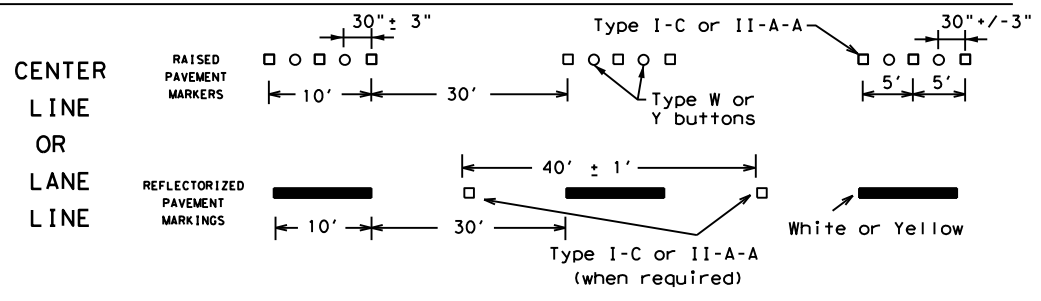 CENTER
LINE
OR
LANE
LINE
RAISED
PAVEMENT
MARKERS
30"± 3"
10'
30'
Type I-C or II-A-A
Type W or
Y buttons
30"+/-3"
5' 5'
REFLECTORIZED
PAVEMENT
MARKINGS
10'
30'
40' ± 1'
Type I-C or II-A-A
(when required)
White or Yellow